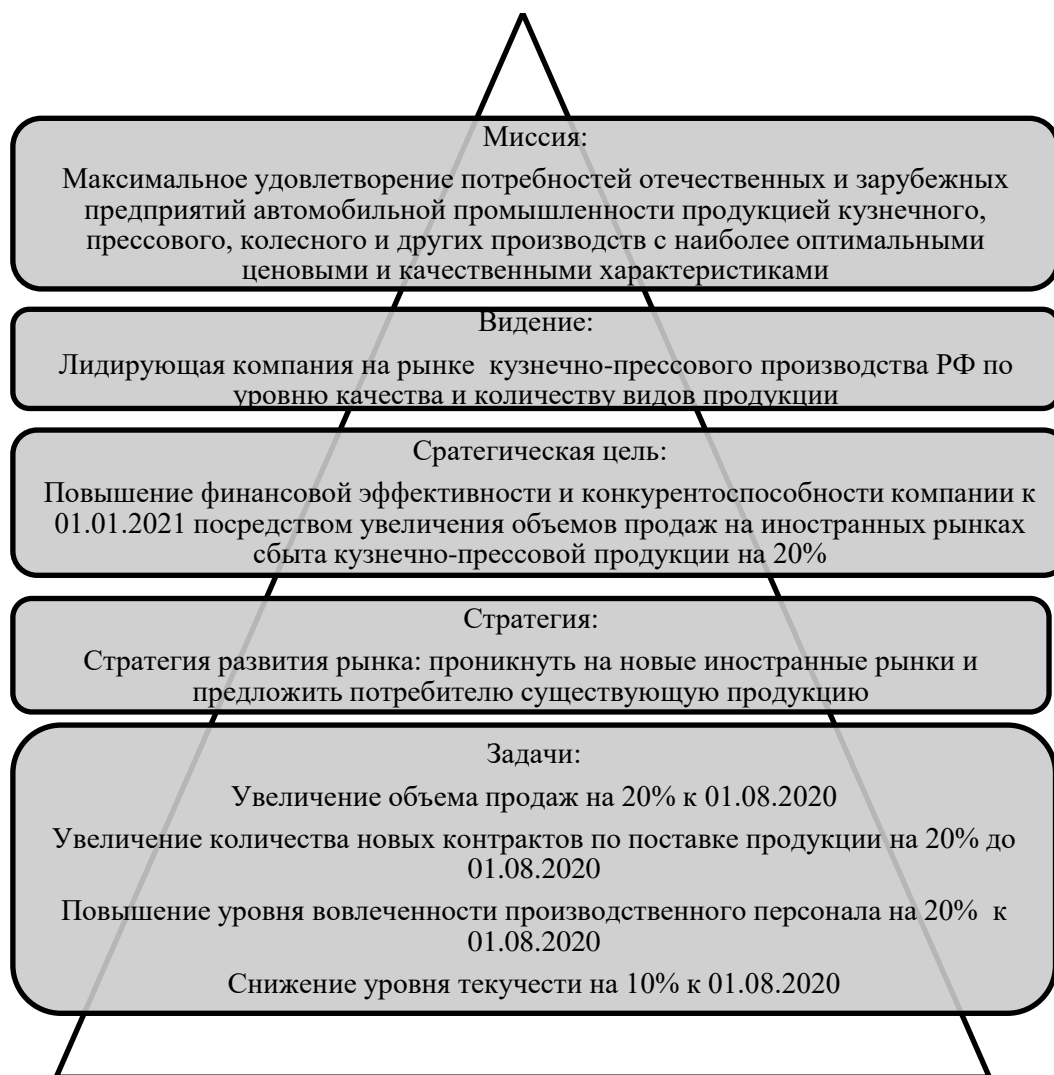 Миссия:
Максимальное удовлетворение потребностей отечественных и зарубежных
предприятий автомобильной промышленности продукцией кузнечного,
прессового, колесного и других производств с наиболее оптимальными
ценовыми и качественными характеристиками
Видение:
Лидирующая компания на рынке кузнечно-прессового производства РФ по
уровню качества и количеству видов продукции
Сратегическая цель:
Повышение финансовой эффективности и конкурентоспособности компании к
01.01.2021 посредством увеличения объемов продаж на иностранных рынках
сбыта кузнечно-прессовой продукции на 20%
Стратегия:
Стратегия развития рынка: проникнуть на новые иностранные рынки и
предложить потребителю существующую продукцию
Задачи:
Увеличение объема продаж на 20% к 01.08.2020
Увеличение количества новых контрактов по поставке продукции на 20% до
01.08.2020
Повышение уровня вовлеченности производственного персонала на 20% к
01.08.2020
Снижение уровня текучести на 10% к 01.08.2020